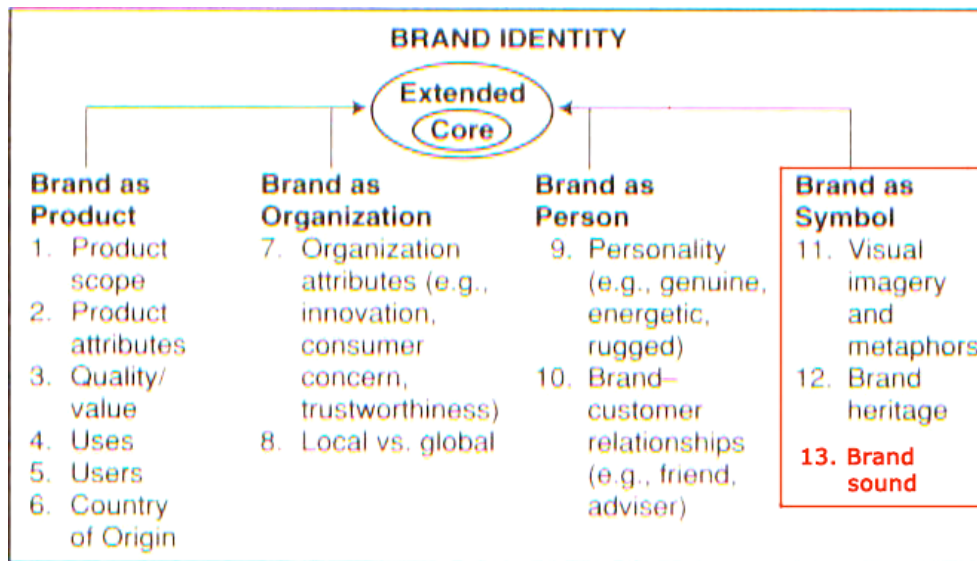 BRAND IDENTITY
Extended
Core
Brand as
Product
1. Product
scope
2. Product
attributes
3. Quality/
value
4. Uses
5. Users
6. Country
of Origin
Brand as
Organization
7. Organization
attributes (e.g.,
innovation,
consumer
concern,
trustworthiness)
8. Local vs. global
Brand as
Person
9. Personality
(e.g., genuine,
energetic,
rugged)
10. Brand–
customer
relationships
(e.g., friend,
adviser)
Brand as
Symbol
11. Visual
imagery
and
metaphors
12. Brand
heritage
13. Brand
sound